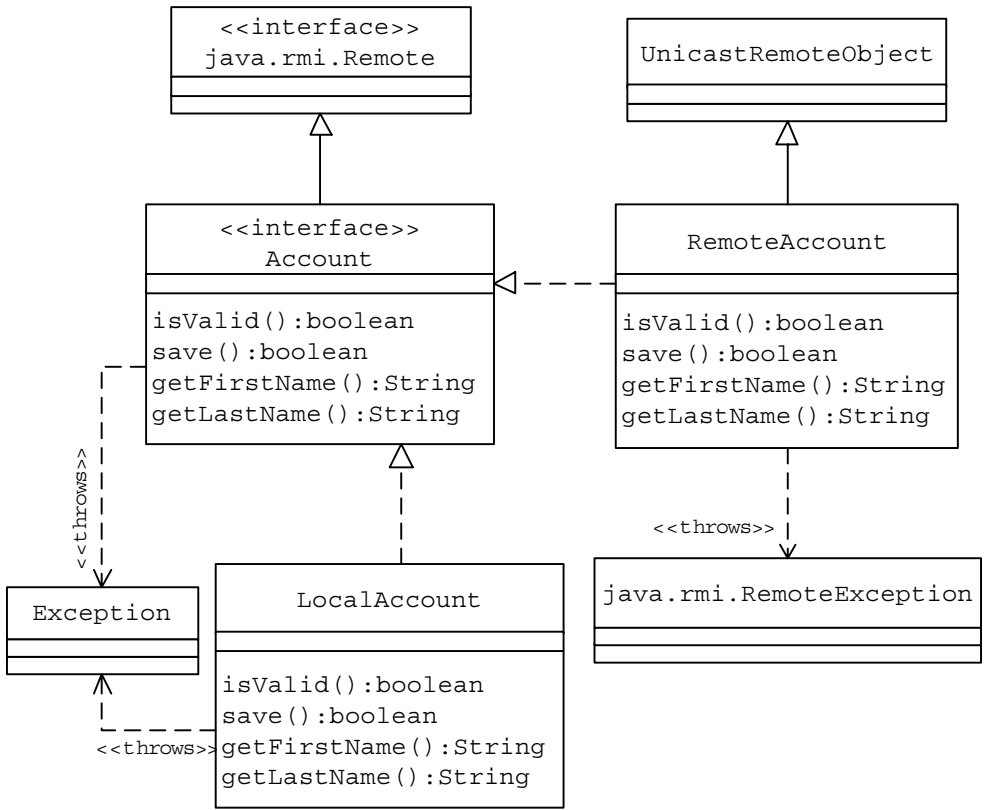 <<interface>>
java.rmi.Remote
UnicastRemoteObject
<<interface>>
Account
isValid():boolean
save():boolean
getFirstName():String
getLastName():String
RemoteAccount
isValid():boolean
save():boolean
getFirstName():String
getLastName():String
<<throws>>
<<throws>>
Exception
LocalAccount
isValid():boolean
save():boolean
getFirstName():String
getLastName():String
<<throws>>
java.rmi.RemoteException